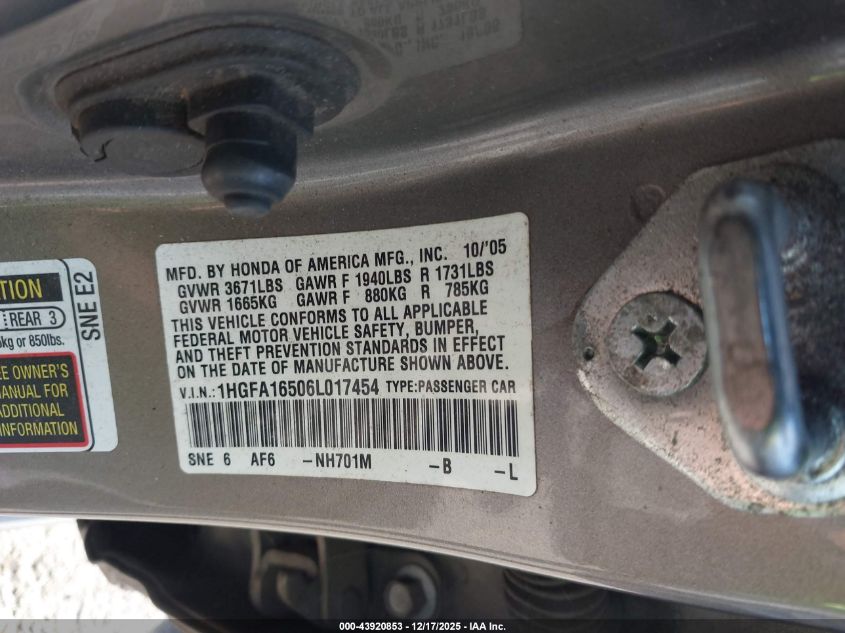 MFD. BY HONDA OF AMERICA MFG., INC. 10/'05
GVWR 3671LBS GAWR F 1940LBS R 1731LBS
GVWR 1665KG GAWR F 880KG R 785KG
THIS VEHICLE CONFORMS TO ALL APPLICABLE
FEDERAL MOTOR VEHICLE SAFETY, BUMPER,
AND THEFT PREVENTION STANDARDS IN EFFECT
ON THE DATE OF MANUFACTURE SHOWN ABOVE.
V.I.N.: 1HGFA16506L017454 TYPE:PASSENGER CAR
SNE 6 AF6 -NH701M -B -L
REAR 3
kg or 850lbs.
OWNER'S
MANUAL FOR
ADDITIONAL
INFORMATION
SNE E2
000-43920853 - 12/17/2025 - IAA Inc.